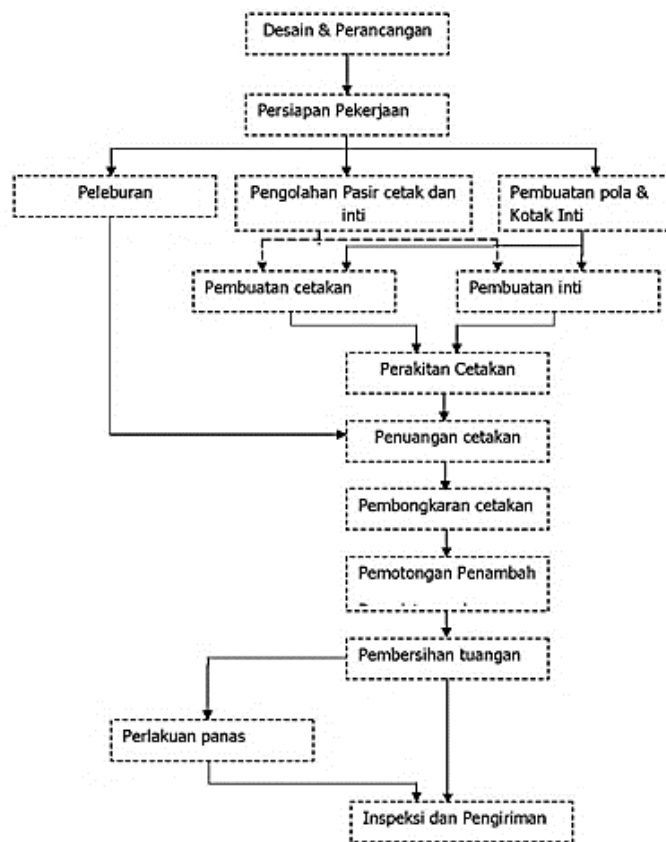 Desain & Perancangan
Persiapan Pekerjaan
Peleburan
Pengolahan Pasir cetak dan
inti
Pembuatan pola &
Kotak Inti
Pembuatan cetakan
Pembuatan inti
Perakitan Cetakan
Penuangan cetakan
Pembongkaran cetakan
Pemotongan Penambah
Pembersihan tuangan
Perlakuan panas
Inspeksi dan Pengiriman